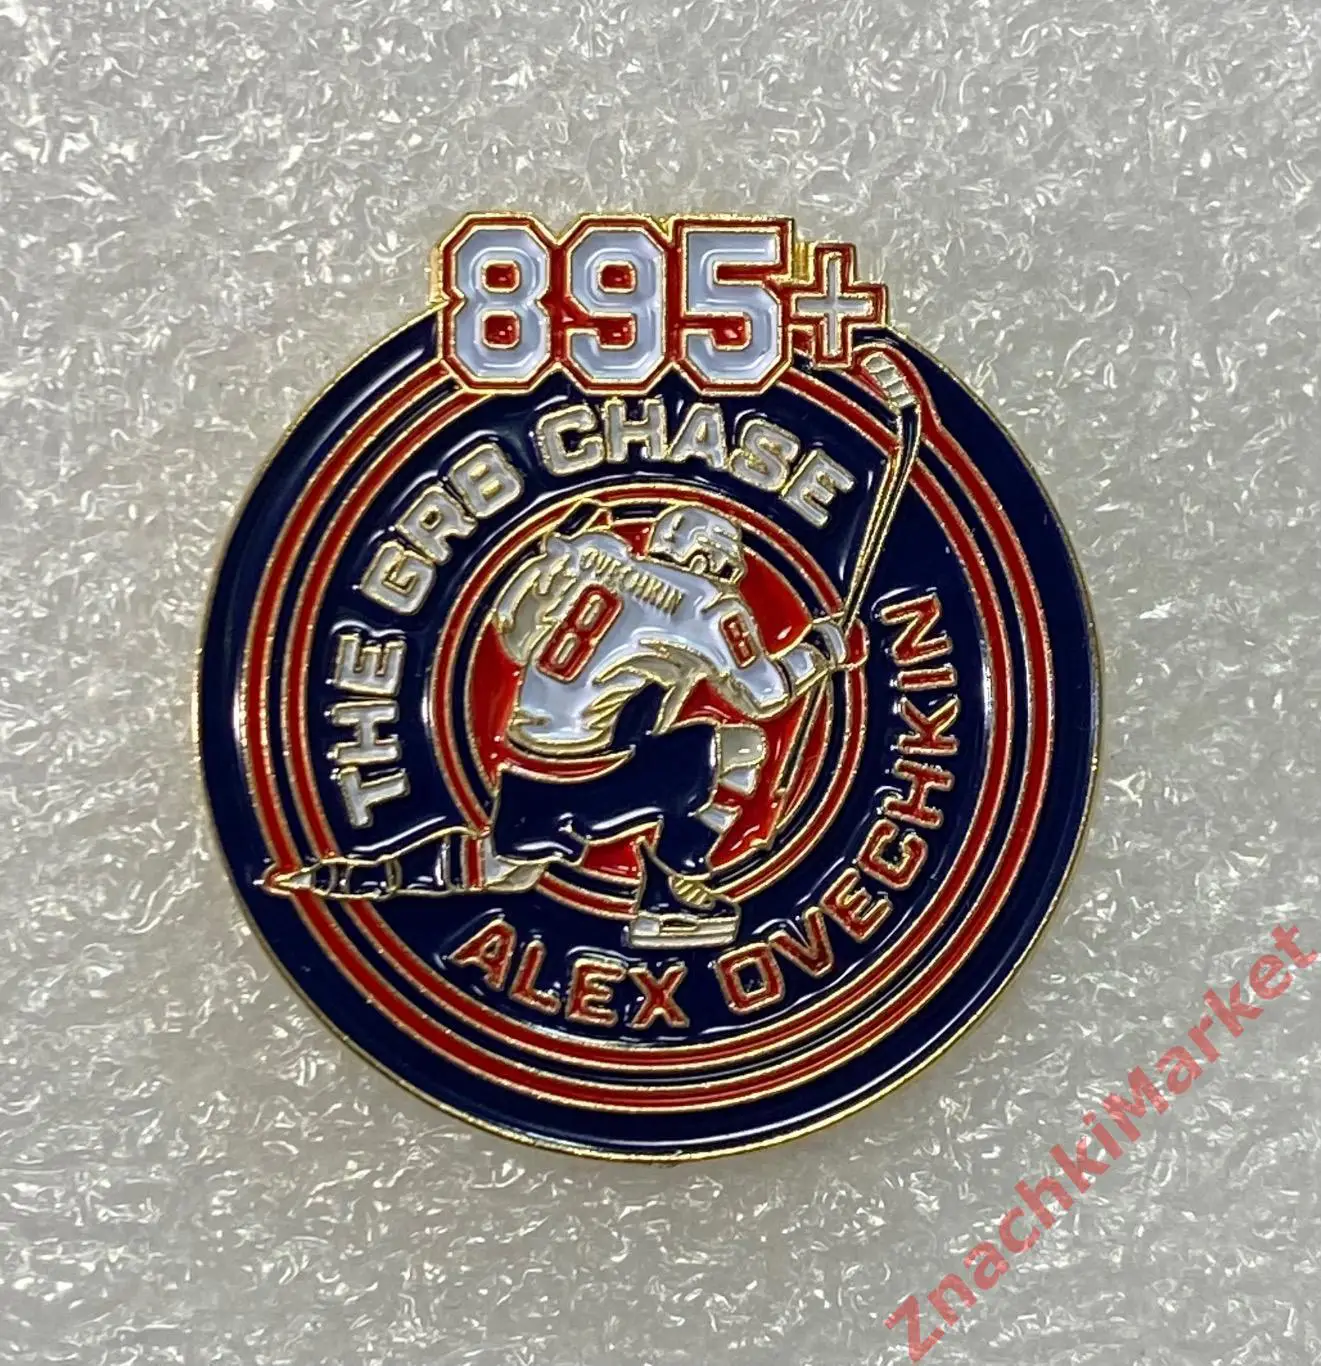 895+
THE GR8 CHASE
OVECHKIN
8
8
ALEX OVECHKIN
ZnachkiMarket